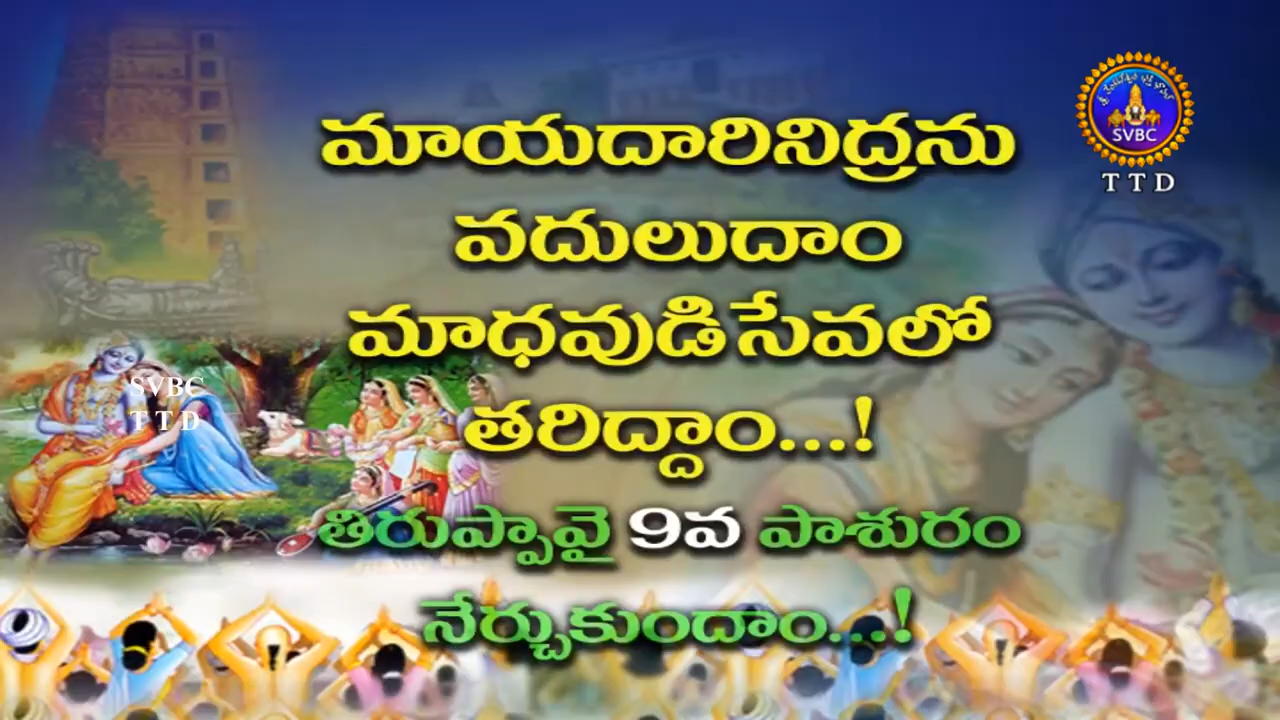 మాయదారినిద్రను
వదులుదాం
మాధవుడిసేవలో
తరిద్దాం...!
తిరుప్పావై 9వ పాశురం
నేర్చుకుందాం...!
SVBC
TTD
SVBC
TTD